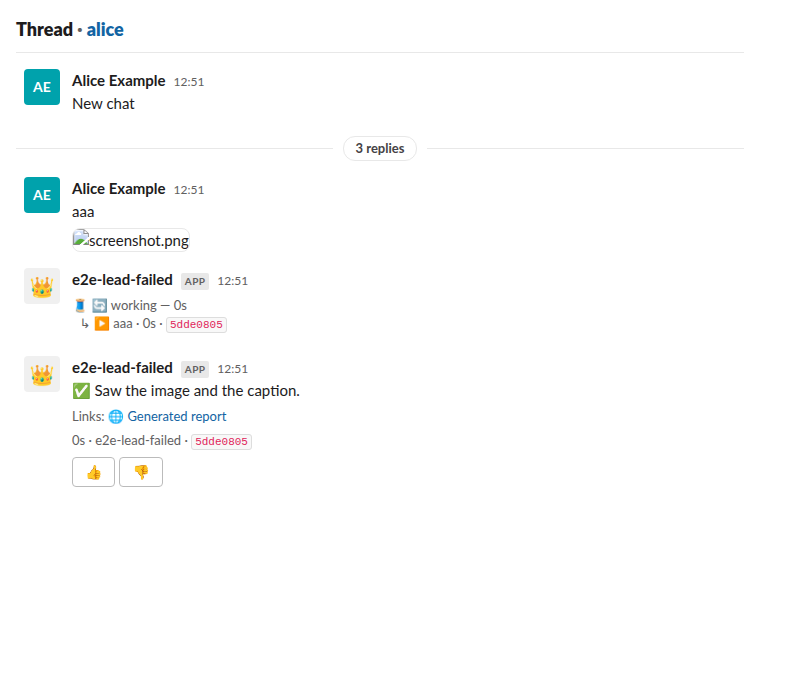 Thread • alice
AE
Alice Example 12:51
New chat
3 replies
AE
Alice Example 12:51
aaa
screenshot.png
e2e-lead-failed APP 12:51
🧵 🔄 working — 0s
↳ ▶️ aaa · 0s · 5dde0805
e2e-lead-failed APP 12:51
✅ Saw the image and the caption.
Links: 🌐 Generated report
0s · e2e-lead-failed · 5dde0805
👍 👎